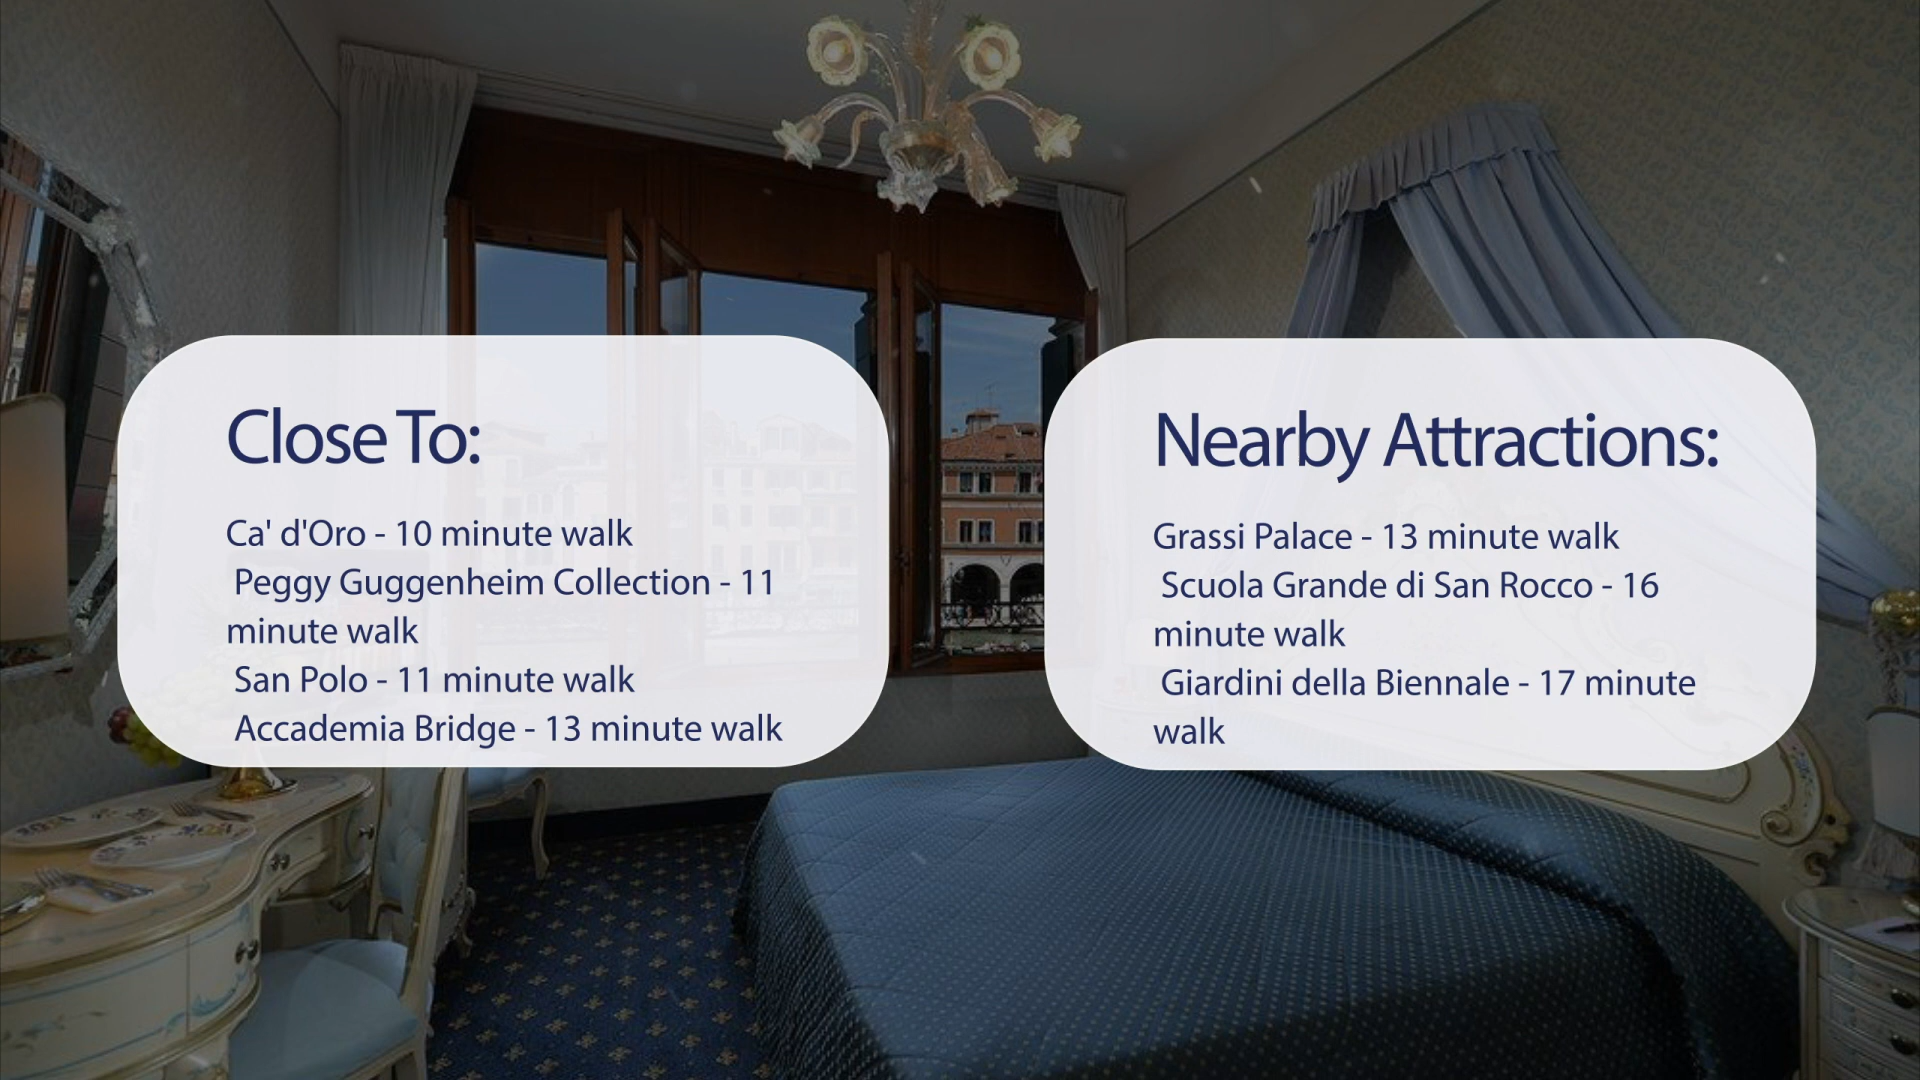 Close To:
Ca' d'Oro - 10 minute walk
Peggy Guggenheim Collection - 11
minute walk
San Polo - 11 minute walk
Accademia Bridge - 13 minute walk
Nearby Attractions:
Grassi Palace - 13 minute walk
Scuola Grande di San Rocco - 16
minute walk
Giardini della Biennale - 17 minute
walk